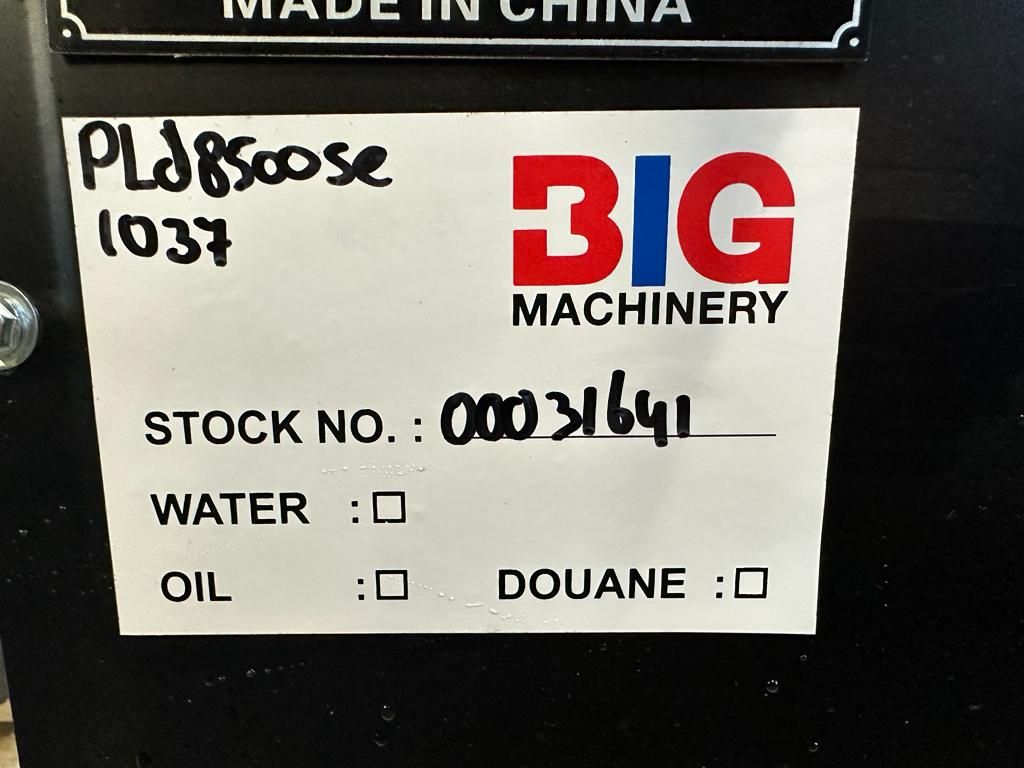 MADE IN CHINA
PLd8500se
1037
BIG
MACHINERY
STOCK NO. : 00031641
WATER :☐
OIL :☐ DOUANE :☐